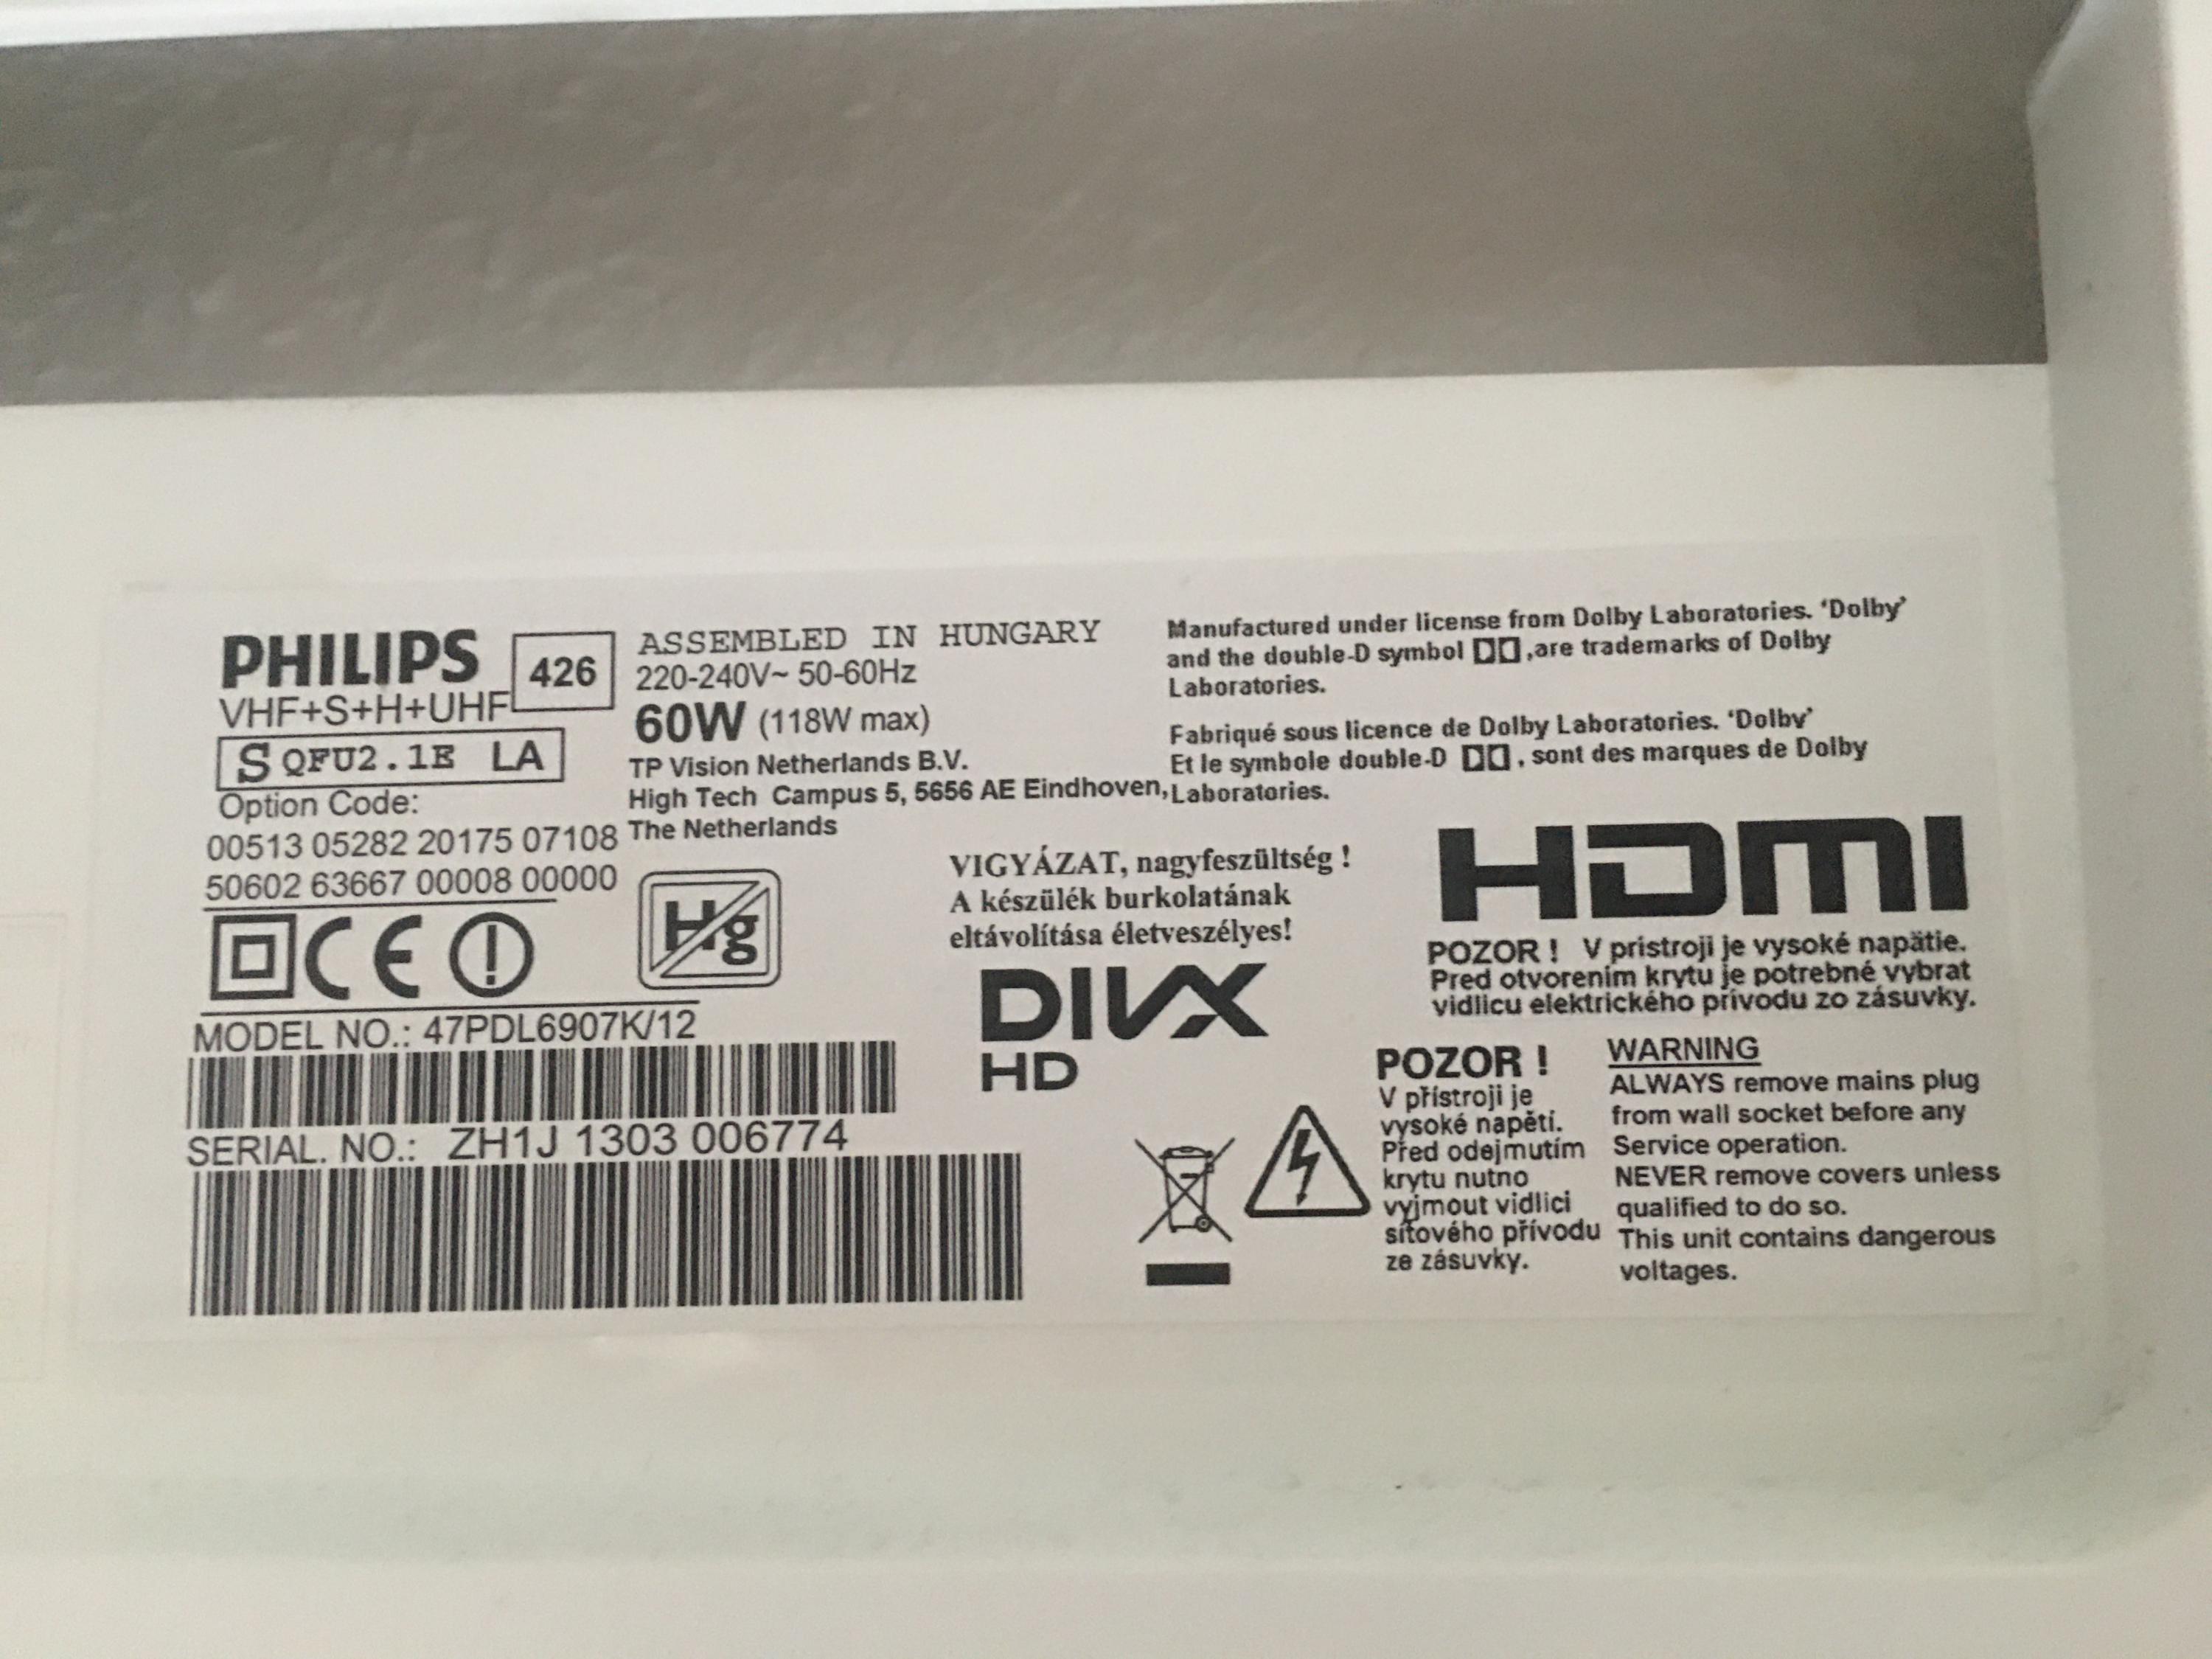 PHILIPS
426
VHF+S+H+UHF
S QFU2.1E LA
Option Code:
00513 05282 20175 07108
50602 63667 00008 00000
CE
Hg
MODEL NO.: 47PDL6907K/12
SERIAL. NO.: ZH1J 1303 006774
ASSEMBLED IN HUNGARY
220-240V~ 50-60Hz
60W (118W max)
TP Vision Netherlands B.V.
High Tech Campus 5, 5656 AE Eindhoven,
The Netherlands
Manufactured under license from Dolby Laboratories. ‘Dolby’
and the double-D symbol ,are trademarks of Dolby
Laboratories.
Fabriqué sous licence de Dolby Laboratories. ‘Dolby’
Et le symbole double-D , sont des marques de Dolby
Laboratories.
VIGYÁZAT, nagyfeszültség !
A készülék burkolatának
eltávolítása életveszélyes!
DIVX
HD
HDMI
POZOR ! V pristroji je vysoké napätie.
Pred otvorením krytu je potrebné vybrat
vidlicu elektrického prívodu zo zásuvky.
POZOR !
V přístroji je
vysoké napětí.
Před odejmutím
krytu nutno
vyjmout vidlici
síťového přívodu
ze zásuvky.
WARNING
ALWAYS remove mains plug
from wall socket before any
Service operation.
NEVER remove covers unless
qualified to do so.
This unit contains dangerous
voltages.